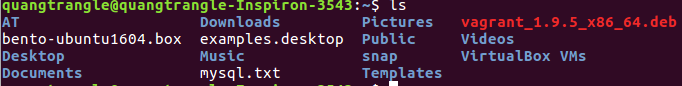 quangtrangle@quangtrangle-Inspiron-3543:~$ ls
AT Downloads Pictures vagrant_1.9.5_x86_64.deb
bento-ubuntu1604.box examples.desktop Public Videos
Desktop Music snap VirtualBox VMs
Documents mysql.txt Templates
quangtrangle@quangtrangle-Inspiron-3543:~$